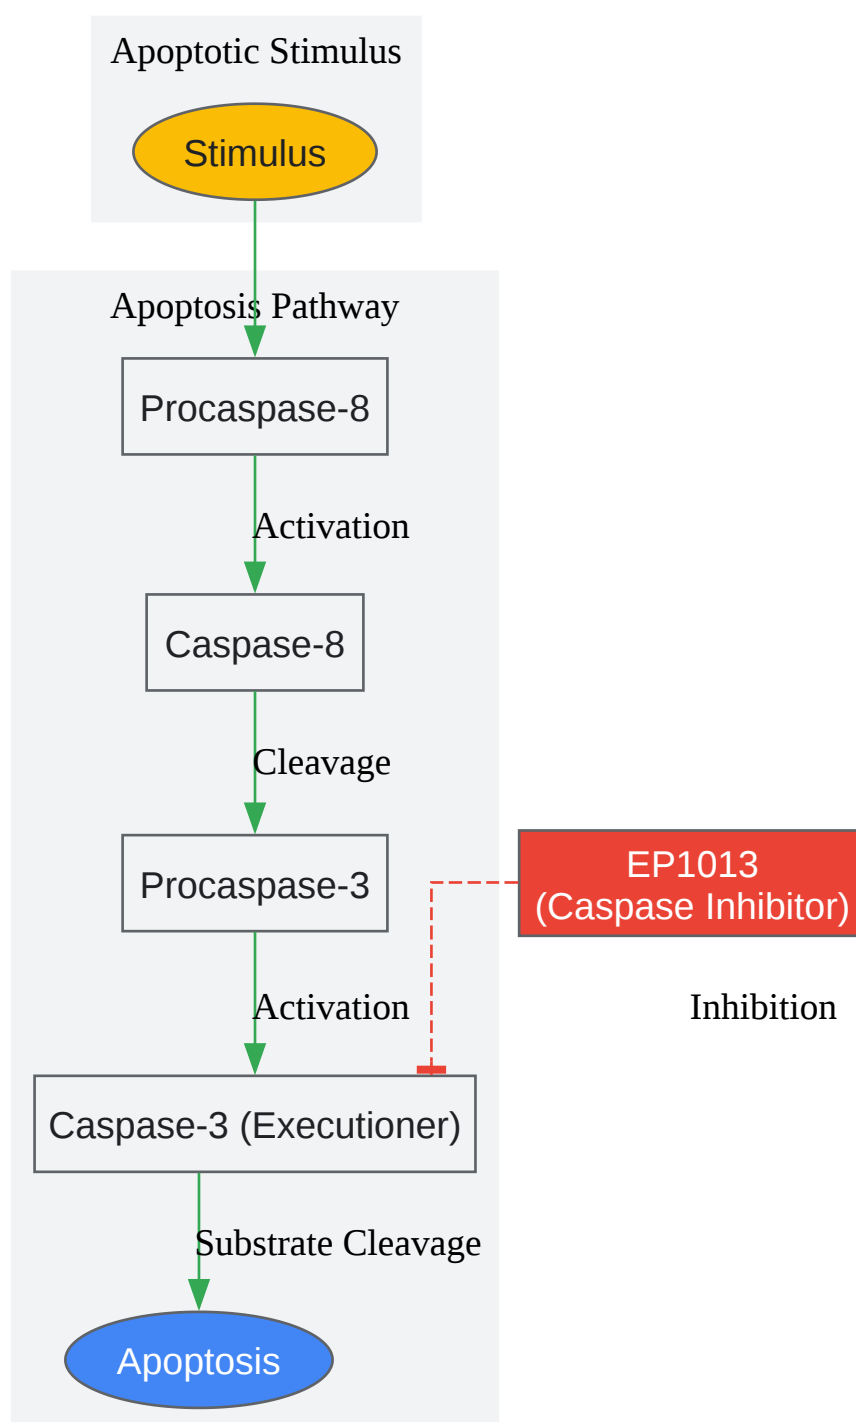 Apoptotic Stimulus
Stimulus
Apoptosis Pathway
Procaspase-8
Activation
Caspase-8
Cleavage
Procaspase-3
EP1013
(Caspase Inhibitor)
Activation
Inhibition
Caspase-3 (Executioner)
Substrate Cleavage
Apoptosis